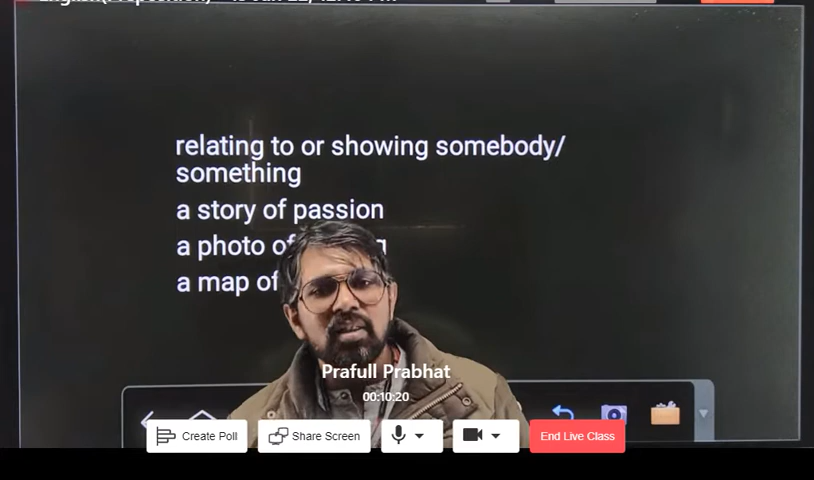 relating to or showing somebody/
something
a story of passion
a photo of
a map of
Prafull Prabhat
00:10:20
Create Poll
Share Screen
End Live Class